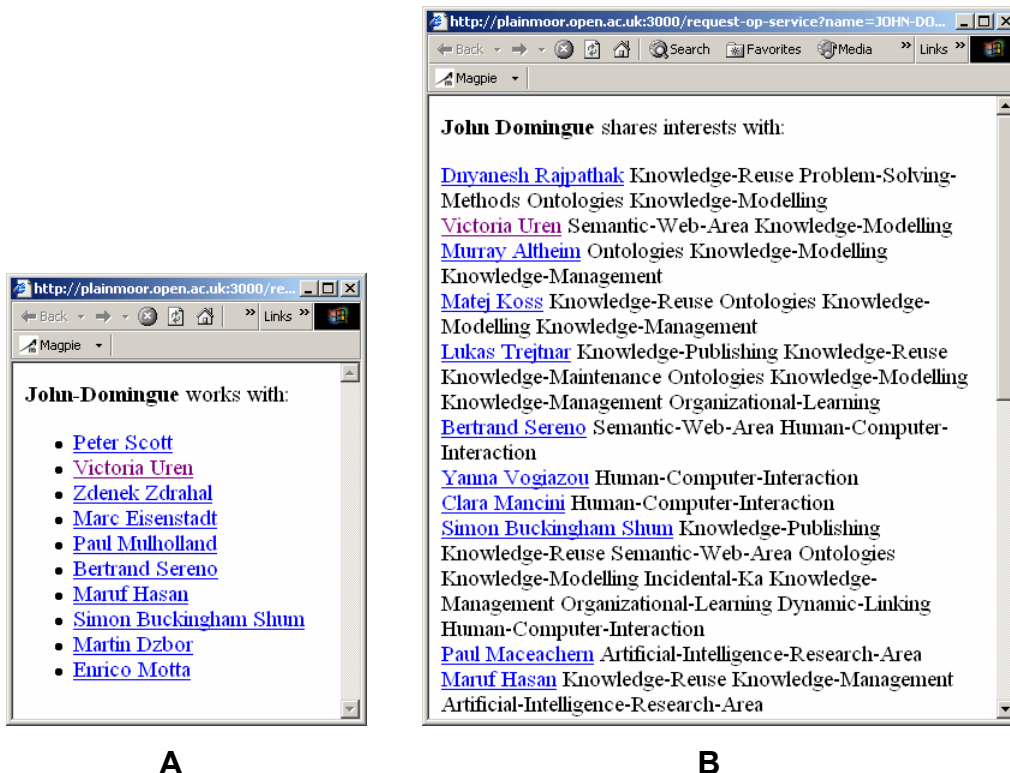 http://plainmoor.open.ac.uk:3000/re...
Back
Links
Magpie
John-Domingue works with:
Peter Scott
Victoria Uren
Zdenek Zdrahal
Marc Eisenstadt
Paul Mulholland
Bertrand Sereno
Maruf Hasan
Simon Buckingham Shum
Martin Dzbor
Enrico Motta
A
http://plainmoor.open.ac.uk:3000/request-op-service?name=JOHN-DO...
Back Search Favorites Media Links
Magpie
John Domingue shares interests with:
Dnyanesh Rajpathak Knowledge-Reuse Problem-Solving-
Methods Ontologies Knowledge-Modelling
Victoria Uren Semantic-Web-Area Knowledge-Modelling
Murray Altheim Ontologies Knowledge-Modelling
Knowledge-Management
Matej Koss Knowledge-Reuse Ontologies Knowledge-
Modelling Knowledge-Management
Lukas Trejtnar Knowledge-Publishing Knowledge-Reuse
Knowledge-Maintenance Ontologies Knowledge-Modelling
Knowledge-Management Organizational-Learning
Bertrand Sereno Semantic-Web-Area Human-Computer-
Interaction
Yanna Vogiazou Human-Computer-Interaction
Clara Mancini Human-Computer-Interaction
Simon Buckingham Shum Knowledge-Publishing
Knowledge-Reuse Semantic-Web-Area Ontologies
Knowledge-Modelling Incidental-Ka Knowledge-
Management Organizational-Learning Dynamic-Linking
Human-Computer-Interaction
Paul Maceachern Artificial-Intelligence-Research-Area
Maruf Hasan Knowledge-Reuse Knowledge-Management
Artificial-Intelligence-Research-Area
B